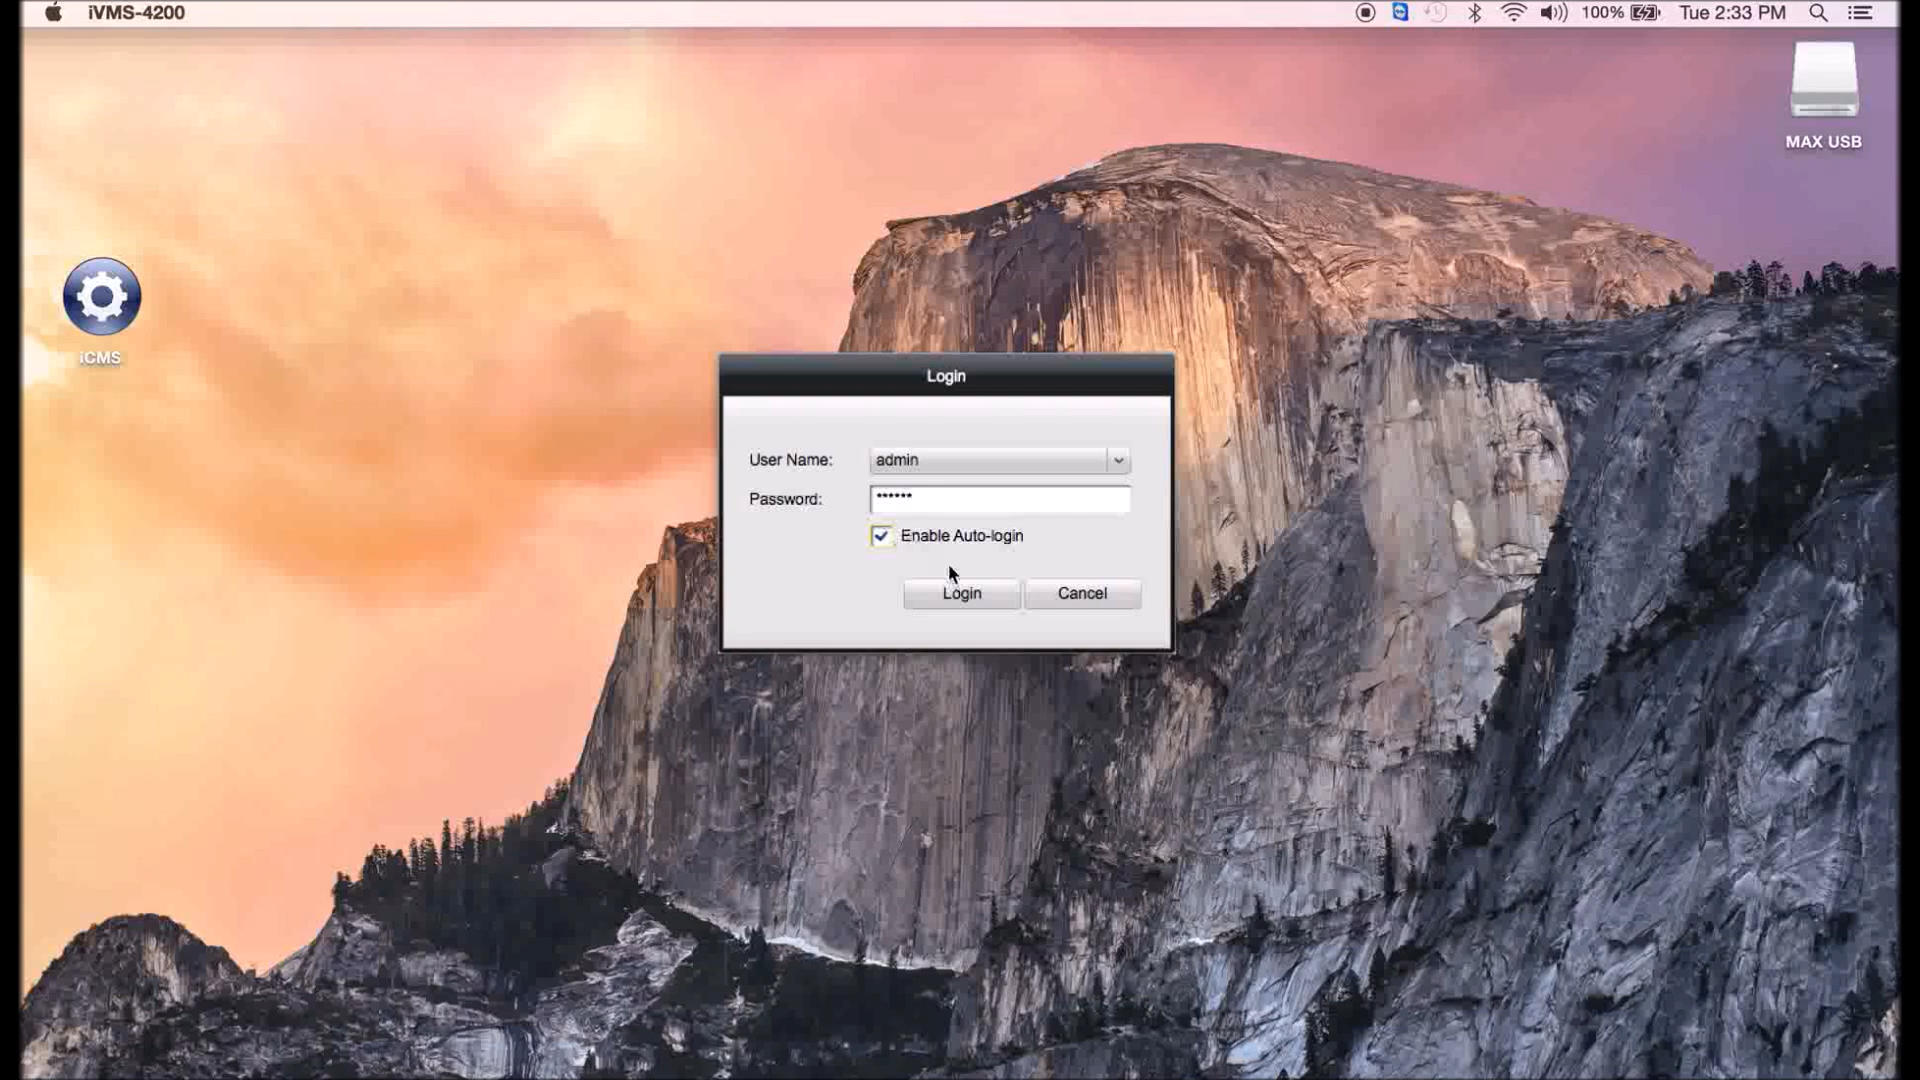 iVMS-4200
100%
Tue 2:33 PM
MAX USB
iCMS
Login
User Name:
admin
Password:
******
Enable Auto-login
Login
Cancel